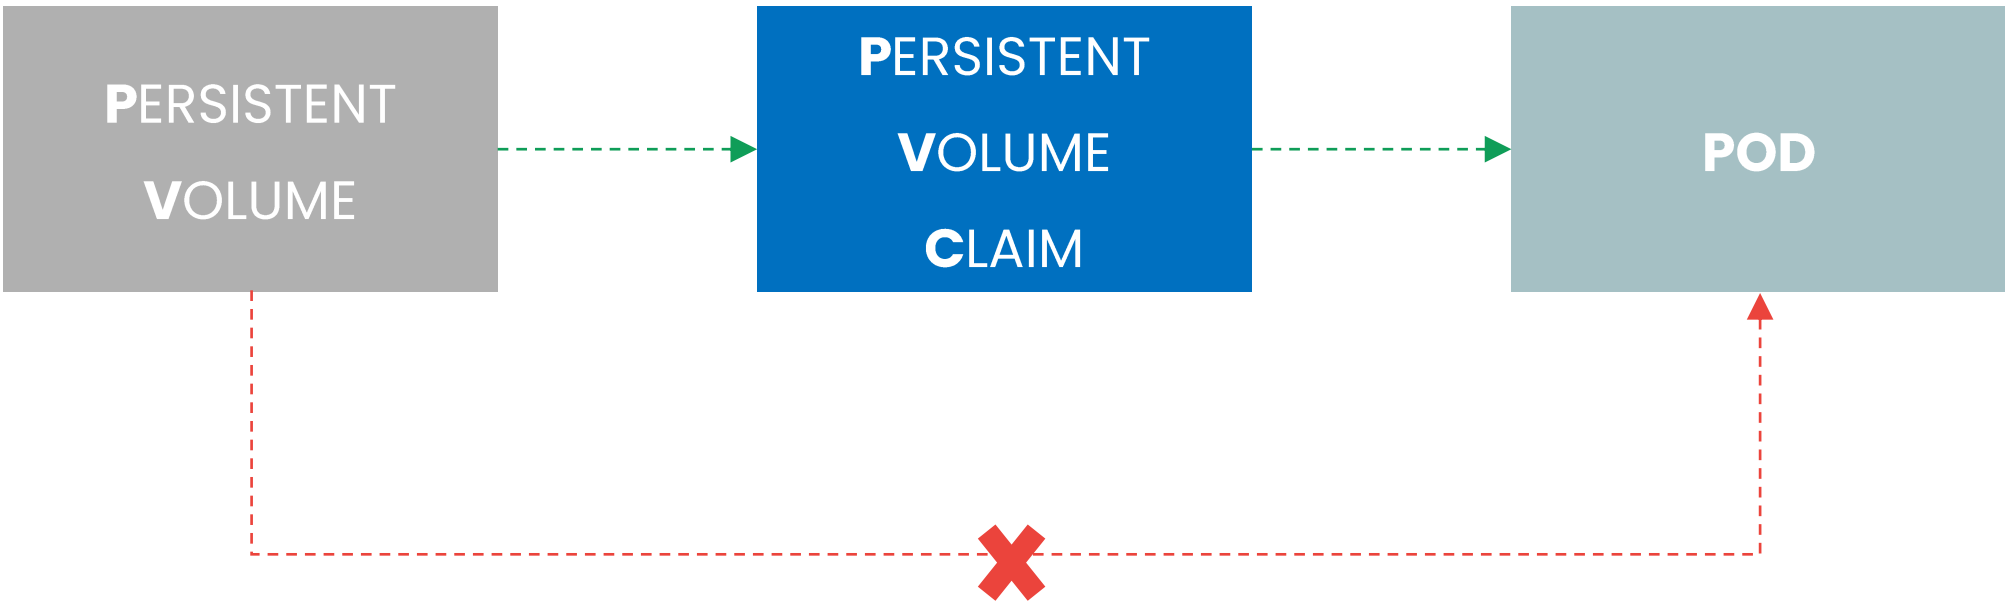 PERSISTENT
VOLUME
PERSISTENT
VOLUME
CLAIM
POD